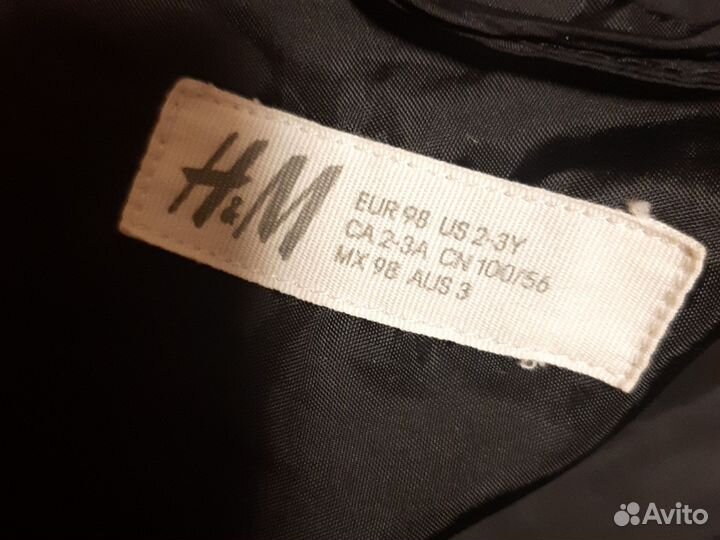 H&M
EUR 98 US 2-3Y
CA 2-3A CN 100/56
MX 98 AUS 3
Avito